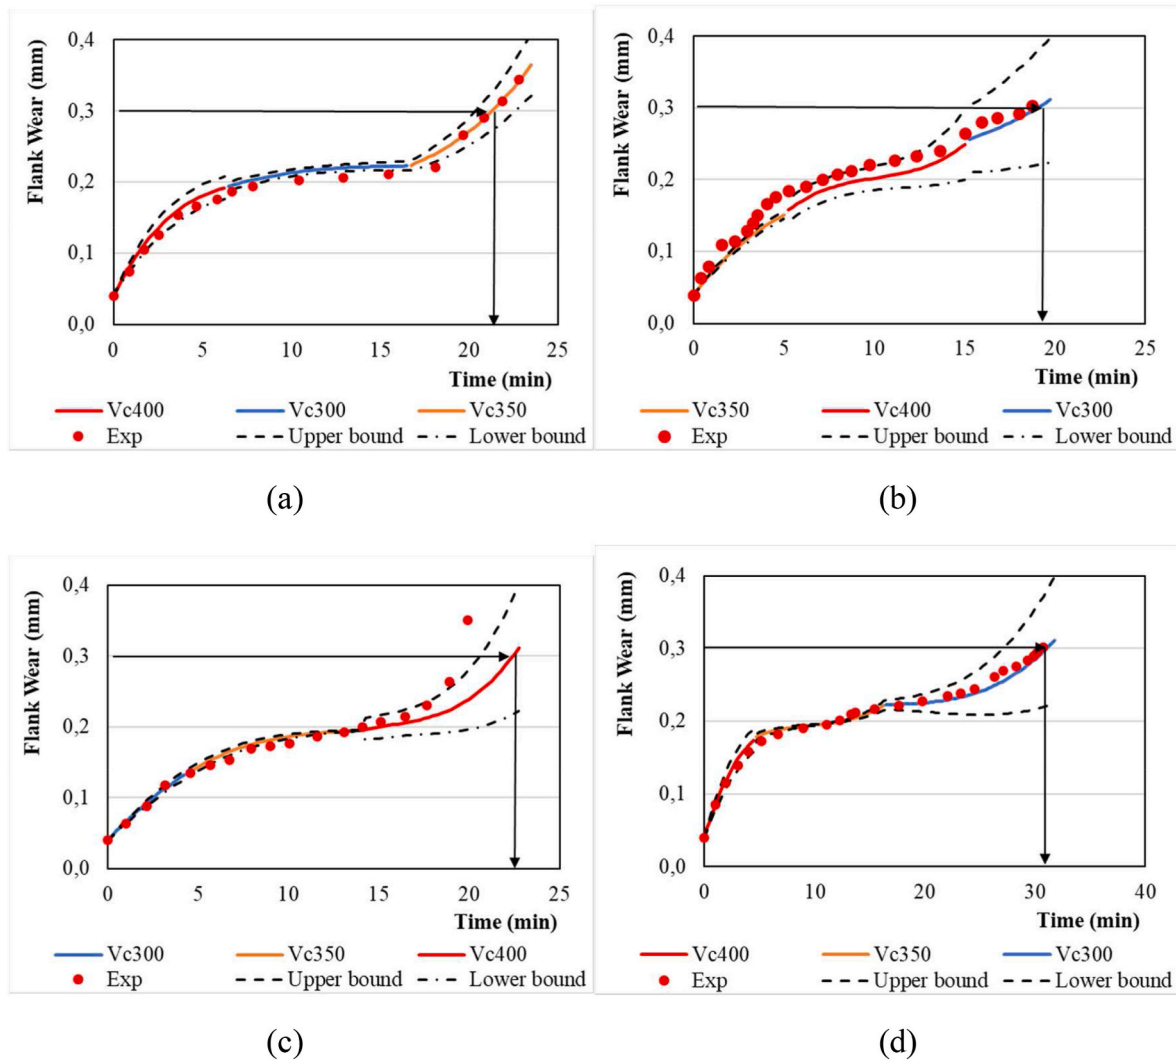 Flank Wear (mm)
0,4
0,3
0,2
0,1
0,0
0 5 10 15 20 25
Time (min)
Vc400 Vc300 Vc350
Exp Upper bound Lower bound
(a)
Flank Wear (mm)
0,4
0,3
0,2
0,1
0,0
0 5 10 15 20 25
Time (min)
Vc350 Vc400 Vc300
Exp Upper bound Lower bound
(b)
Flank Wear (mm)
0,4
0,3
0,2
0,1
0,0
0 5 10 15 20 25
Time (min)
Vc300 Vc350 Vc400
Exp Upper bound Lower bound
(c)
Flank Wear (mm)
0,4
0,3
0,2
0,1
0,0
0 10 20 30 40
Time (min)
Vc400 Vc350 Vc300
Exp Upper bound Lower bound
(d)